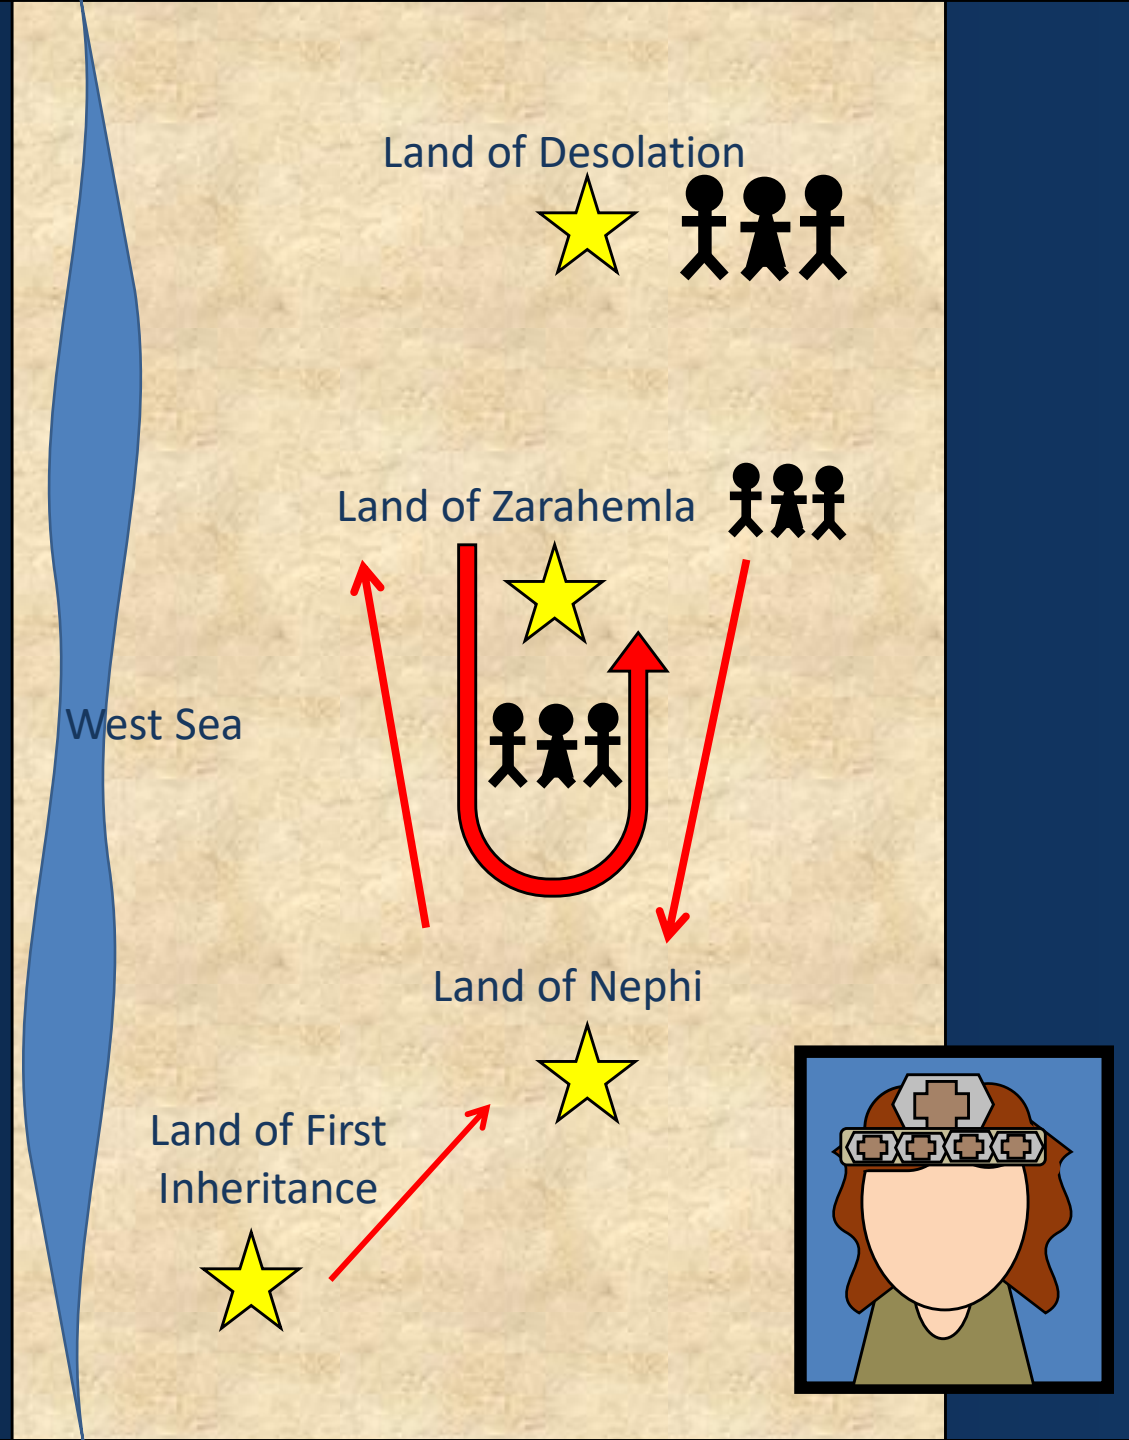 Land of Desolation
Land of Zarahemla
West Sea
Land of Nephi
Land of First
Inheritance